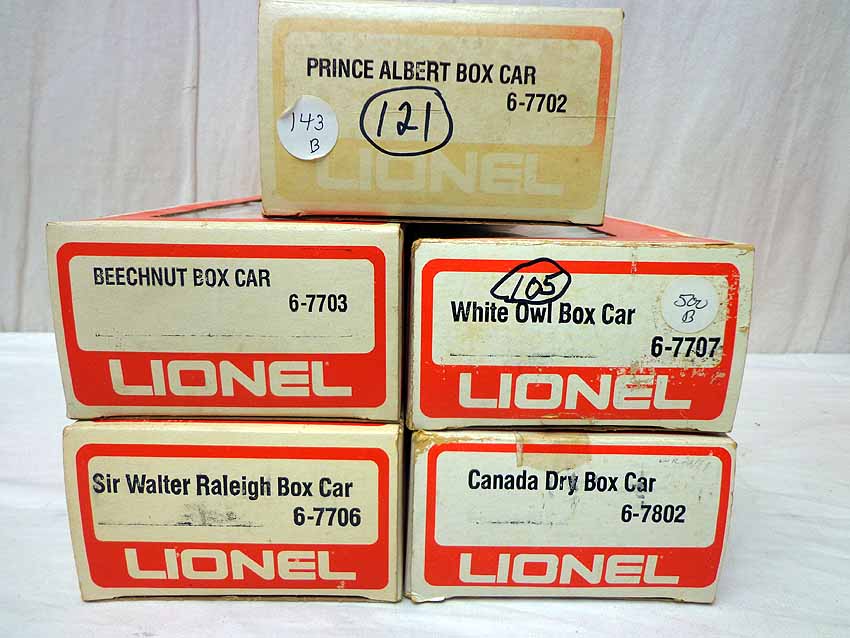 PRINCE ALBERT BOX CAR
6-7702
143
B
121
LIONEL
BEECHNUT BOX CAR
6-7703
LIONEL
105
White Owl Box Car
500
B
6-7707
LIONEL
Sir Walter Raleigh Box Car
6-7706
LIONEL
Canada Dry Box Car
6-7802
LIONEL